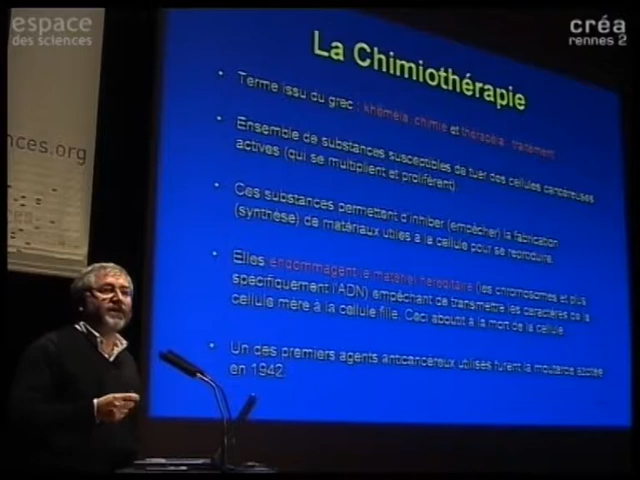 espace
des sciences
créa
rennes 2
nces.org
La Chimiothérapie
• Terme issu du grec : khêmeia, chimie et therapeia : traitement
• Ensemble de substances susceptibles de tuer des cellules cancéreuses
actives (qui se multiplient et prolifèrent).
• Ces substances permettent d'inhiber (empêcher) la fabrication
(synthèse) de matériaux utiles à la cellule pour se reproduire.
• Elles endommagent le matériel héréditaire (les chromosomes et plus
spécifiquement l'ADN) empêchant de transmettre les caractères de la
cellule mère à la cellule fille. Ceci aboutit à la mort de la cellule.
• Un des premiers agents anticancéreux utilisés furent la moutarde azotée
en 1942.